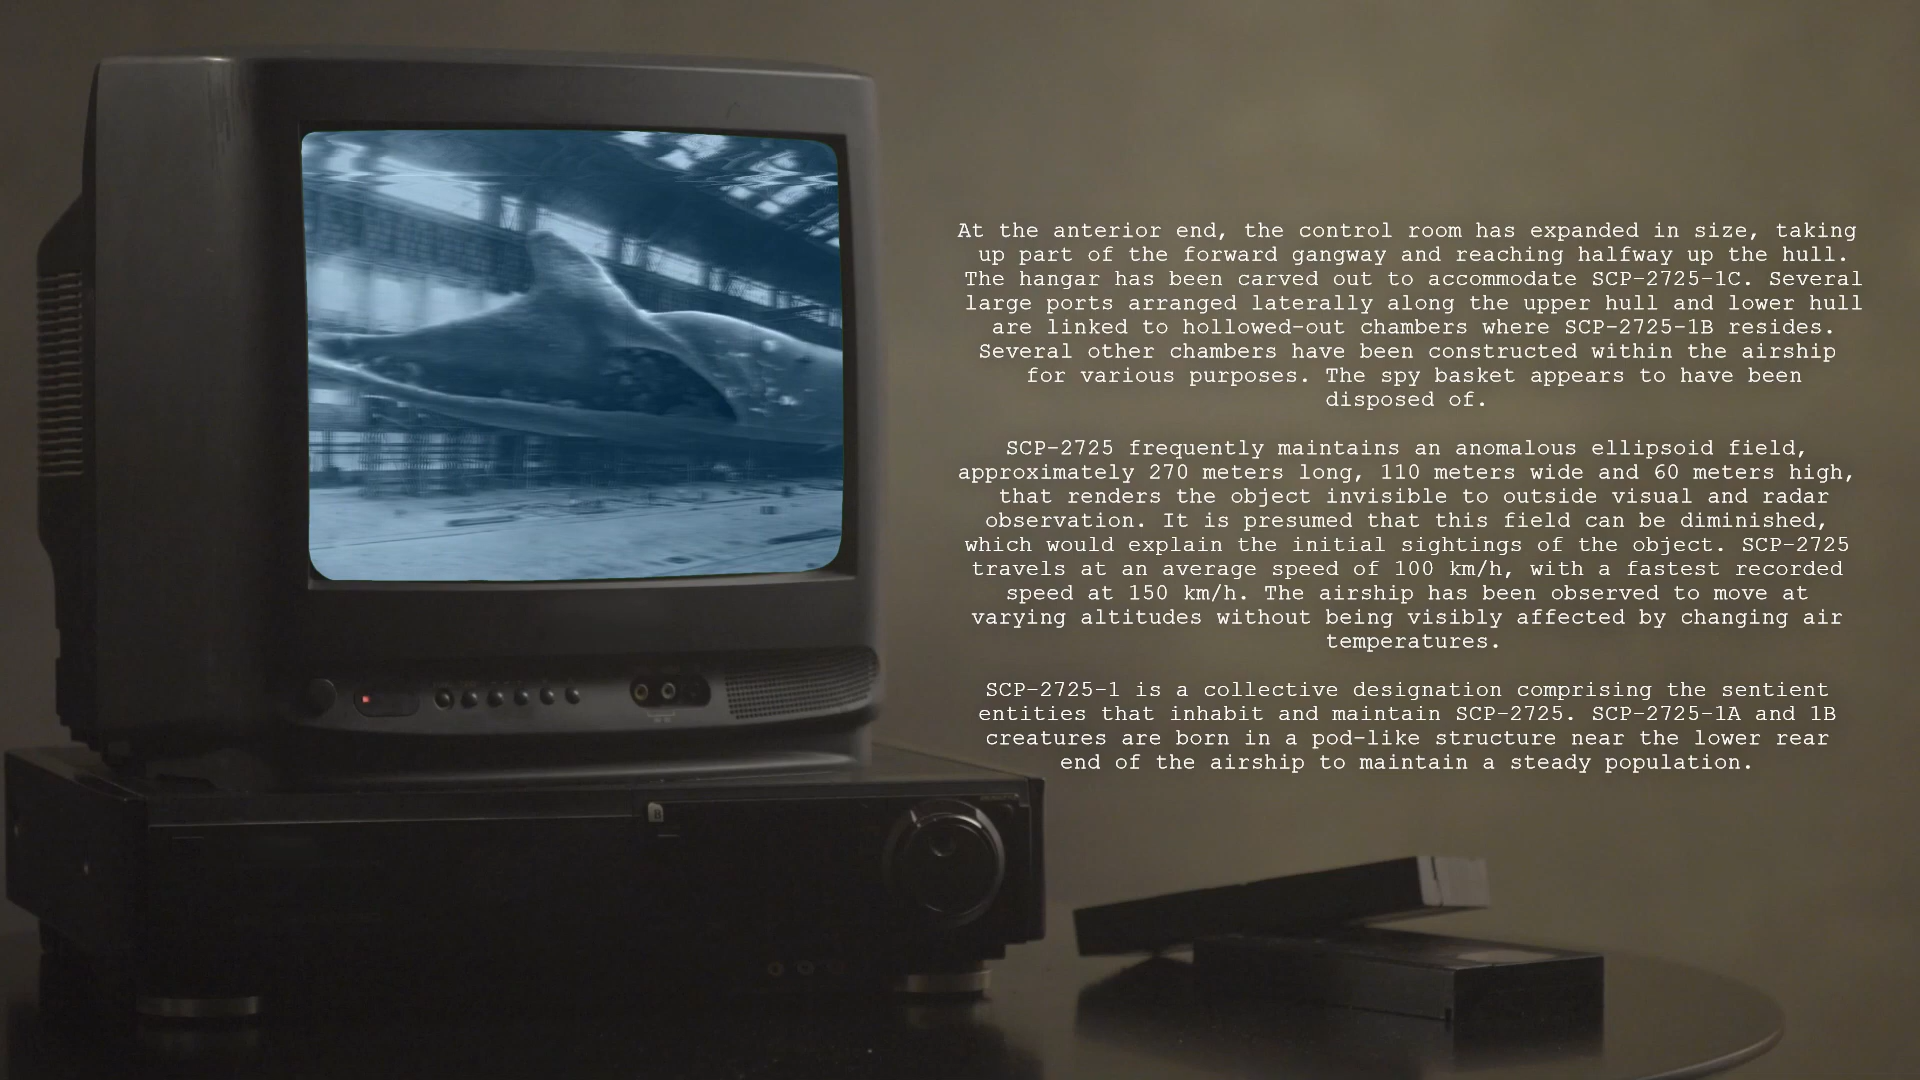 At the anterior end, the control room has expanded in size, taking
up part of the forward gangway and reaching halfway up the hull.
The hangar has been carved out to accommodate SCP-2725-1C. Several
large ports arranged laterally along the upper hull and lower hull
are linked to hollowed-out chambers where SCP-2725-1B resides.
Several other chambers have been constructed within the airship
for various purposes. The spy basket appears to have been
disposed of.
SCP-2725 frequently maintains an anomalous ellipsoid field,
approximately 270 meters long, 110 meters wide and 60 meters high,
that renders the object invisible to outside visual and radar
observation. It is presumed that this field can be diminished,
which would explain the initial sightings of the object. SCP-2725
travels at an average speed of 100 km/h, with a fastest recorded
speed at 150 km/h. The airship has been observed to move at
varying altitudes without being visibly affected by changing air
temperatures.
SCP-2725-1 is a collective designation comprising the sentient
entities that inhabit and maintain SCP-2725. SCP-2725-1A and 1B
creatures are born in a pod-like structure near the lower rear
end of the airship to maintain a steady population.